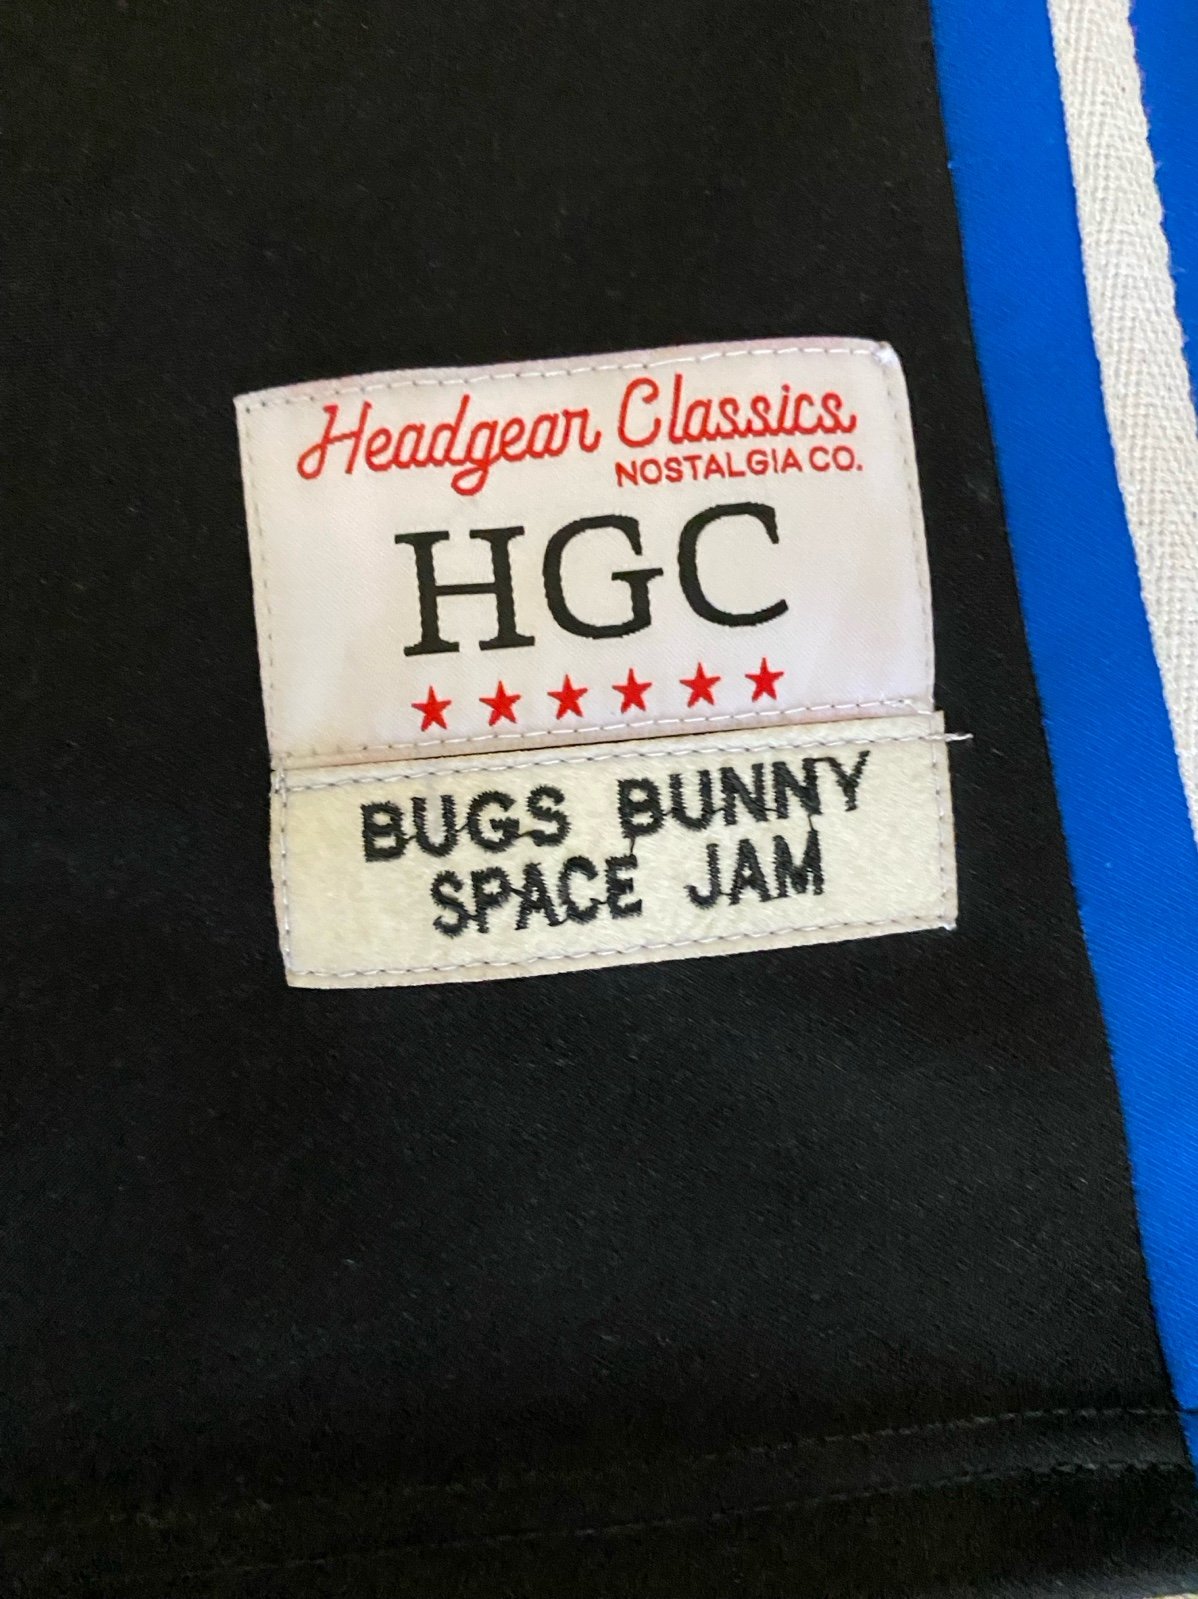 Headgear Classics
NOSTALGIA CO.
HGC
BUGS BUNNY
SPACE JAM